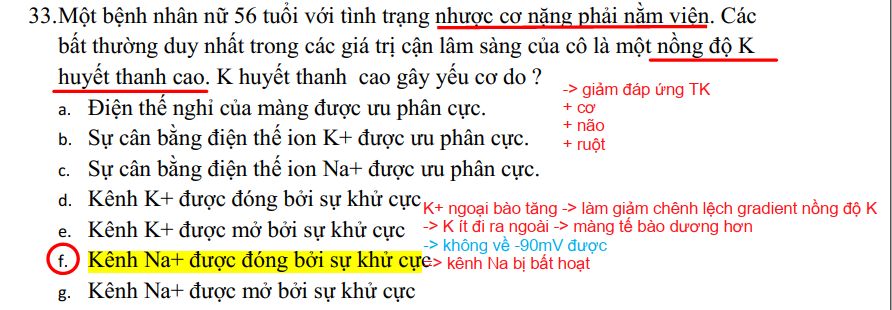 33.Một bệnh nhân nữ 56 tuổi với tình trạng nhược cơ nặng phải nằm viện. Các
bất thường duy nhất trong các giá trị cận lâm sàng của cô là một nồng độ K
huyết thanh cao. K huyết thanh cao gây yếu cơ do ?
-> giảm đáp ứng TK
a. Điện thế nghỉ của màng được ưu phân cực.
+ cơ
+ não
b. Sự cân bằng điện thế ion K+ được ưu phân cực.
+ ruột
c. Sự cân bằng điện thế ion Na+ được ưu phân cực.
d. Kênh K+ được đóng bởi sự khử cực
K+ ngoại bào tăng -> làm giảm chênh lệch gradient nồng độ K
e. Kênh K+ được mở bởi sự khử cực
-> K ít đi ra ngoài -> màng tế bào dương hơn
-> không về -90mV được
f. Kênh Na+ được đóng bởi sự khử cực
=> kênh Na bị bất hoạt
g. Kênh Na+ được mở bởi sự khử cực